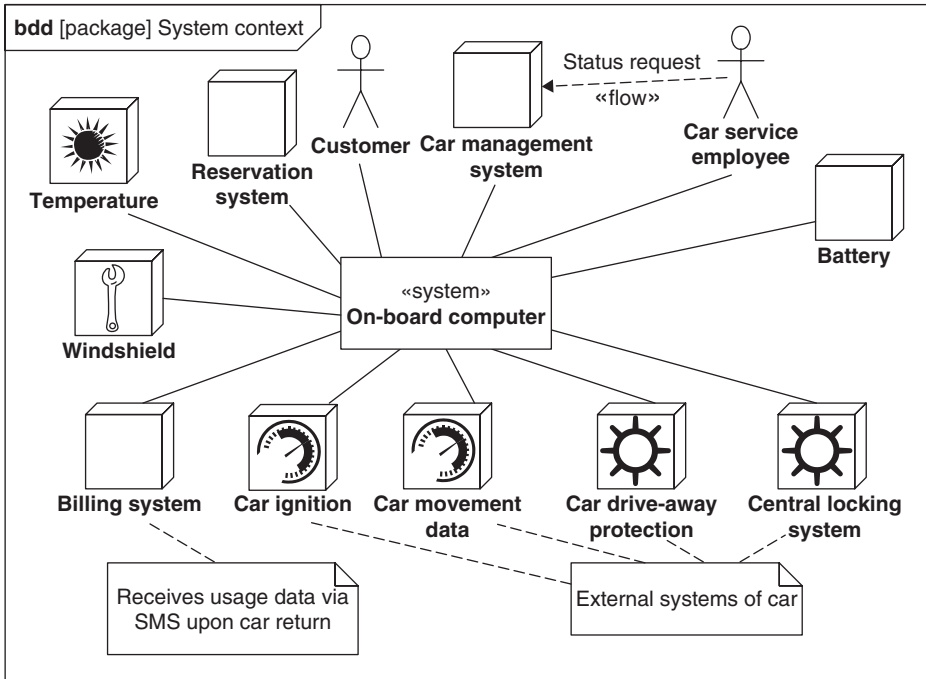 bdd [package] System context
Status request
«flow»
Customer
Car management
system
Car service
employee
Reservation
system
Temperature
Battery
«system»
On-board computer
Windshield
Billing system
Car ignition
Car movement
data
Car drive-away
protection
Central locking
system
Receives usage data via
SMS upon car return
External systems of car